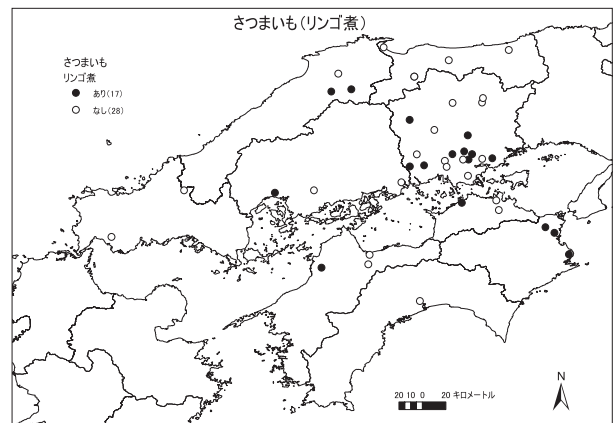 さつまいも(リンゴ煮)
さつまいも
リンゴ煮
あり(17)
なし(28)
N
20 10 0 20 キロメートル